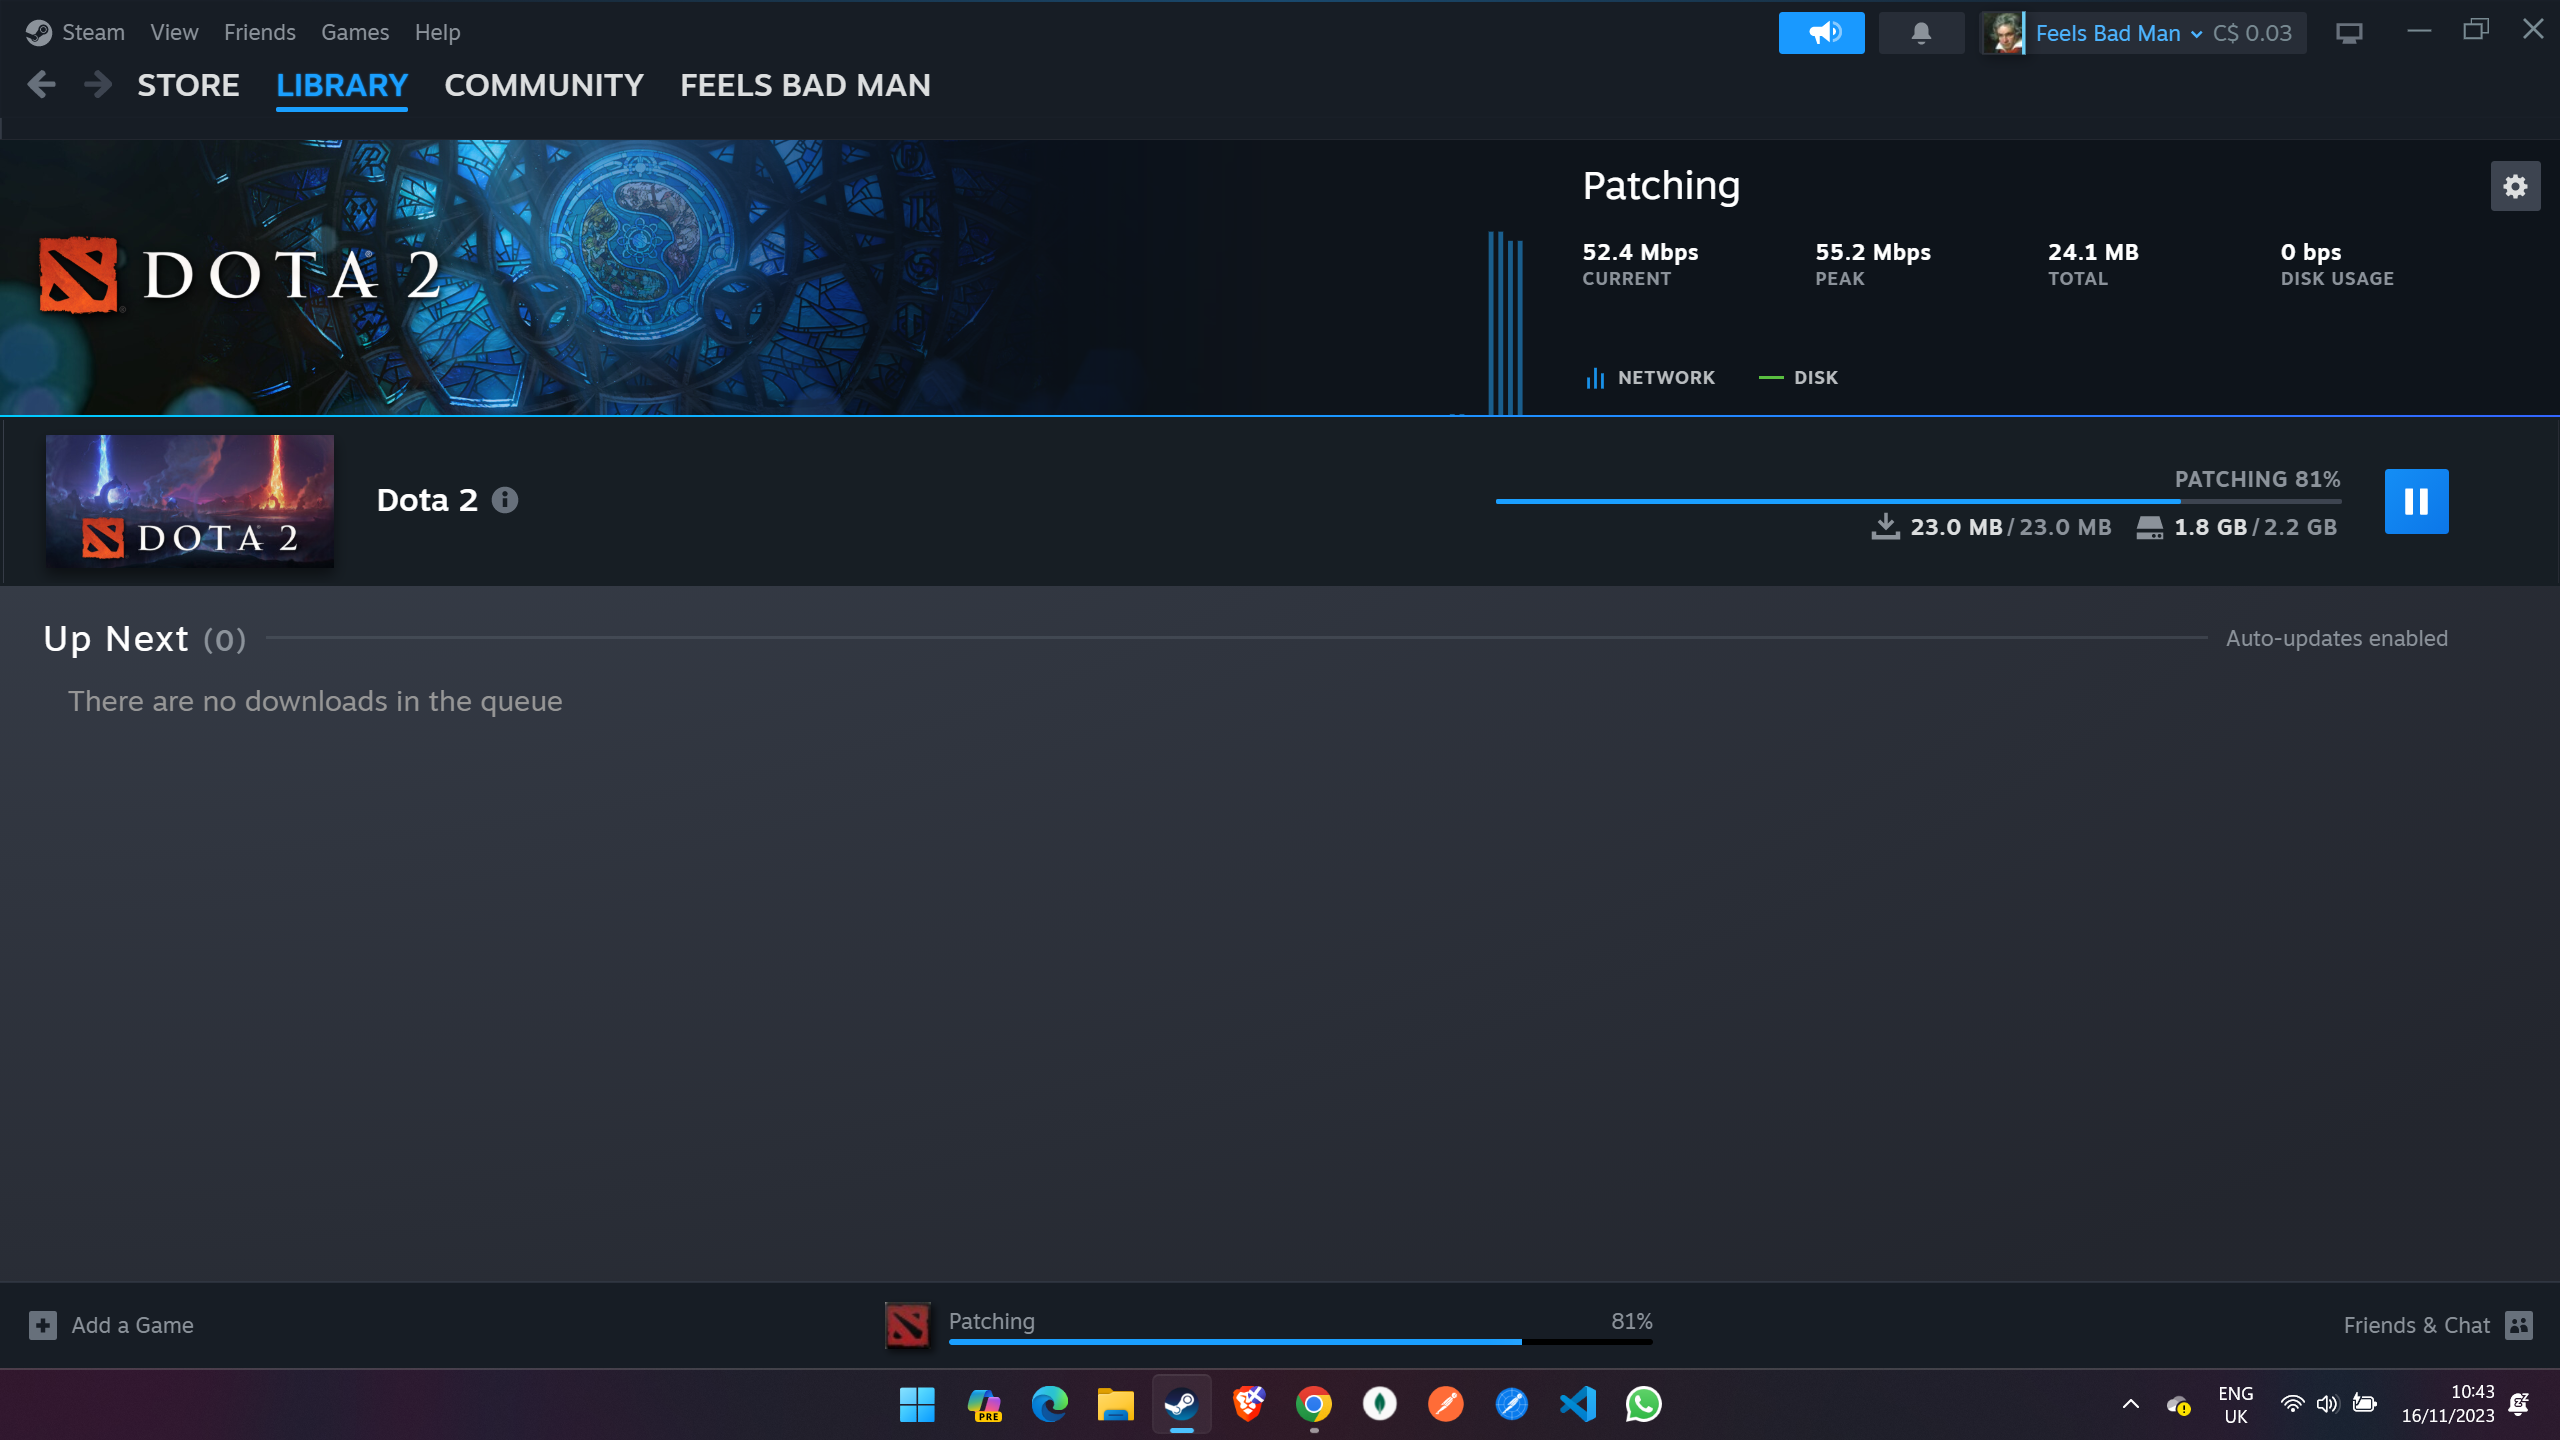 Steam View Friends Games Help
Feels Bad Man C$ 0.03
STORE LIBRARY COMMUNITY FEELS BAD MAN
DOTA 2
Patching
52.4 Mbps 55.2 Mbps 24.1 MB 0 bps
CURRENT PEAK TOTAL DISK USAGE
NETWORK DISK
DOTA 2
Dota 2
PATCHING 81%
23.0 MB / 23.0 MB 1.8 GB / 2.2 GB
Up Next (0)
Auto-updates enabled
There are no downloads in the queue
Add a Game
Patching 81%
Friends & Chat
PRE
ENG
UK
10:43
16/11/2023